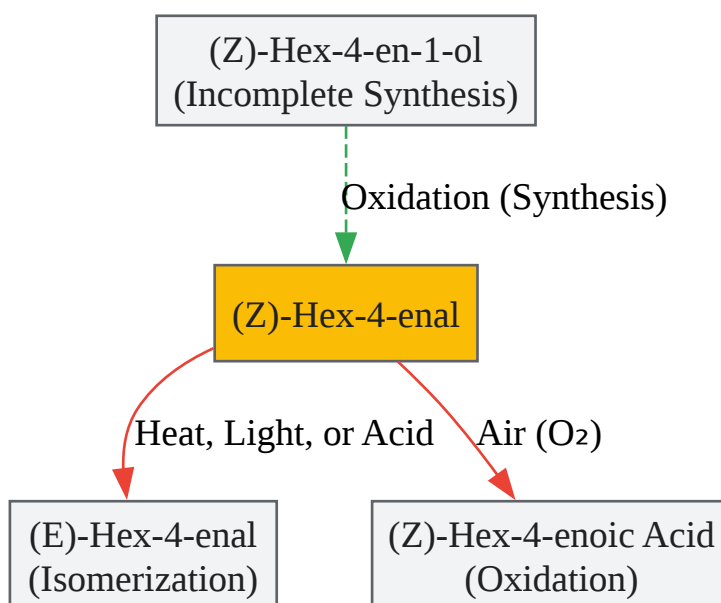 (Z)-Hex-4-en-1-ol
(Incomplete Synthesis)
Oxidation (Synthesis)
(Z)-Hex-4-enal
Heat, Light, or Acid
Air (O₂)
(E)-Hex-4-enal
(Isomerization)
(Z)-Hex-4-enoic Acid
(Oxidation)